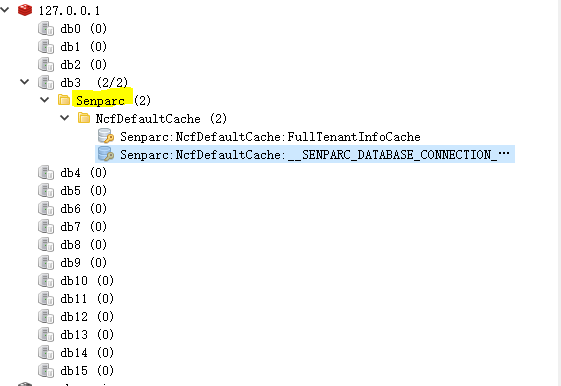 127.0.0.1
db0 (0)
db1 (0)
db2 (0)
db3 (2/2)
Senparc (2)
NcfDefaultCache (2)
Senparc:NcfDefaultCache:FullTenantInfoCache
Senparc:NcfDefaultCache:__SENPARC_DATABASE_CONNECTION_…
db4 (0)
db5 (0)
db6 (0)
db7 (0)
db8 (0)
db9 (0)
db10 (0)
db11 (0)
db12 (0)
db13 (0)
db14 (0)
db15 (0)